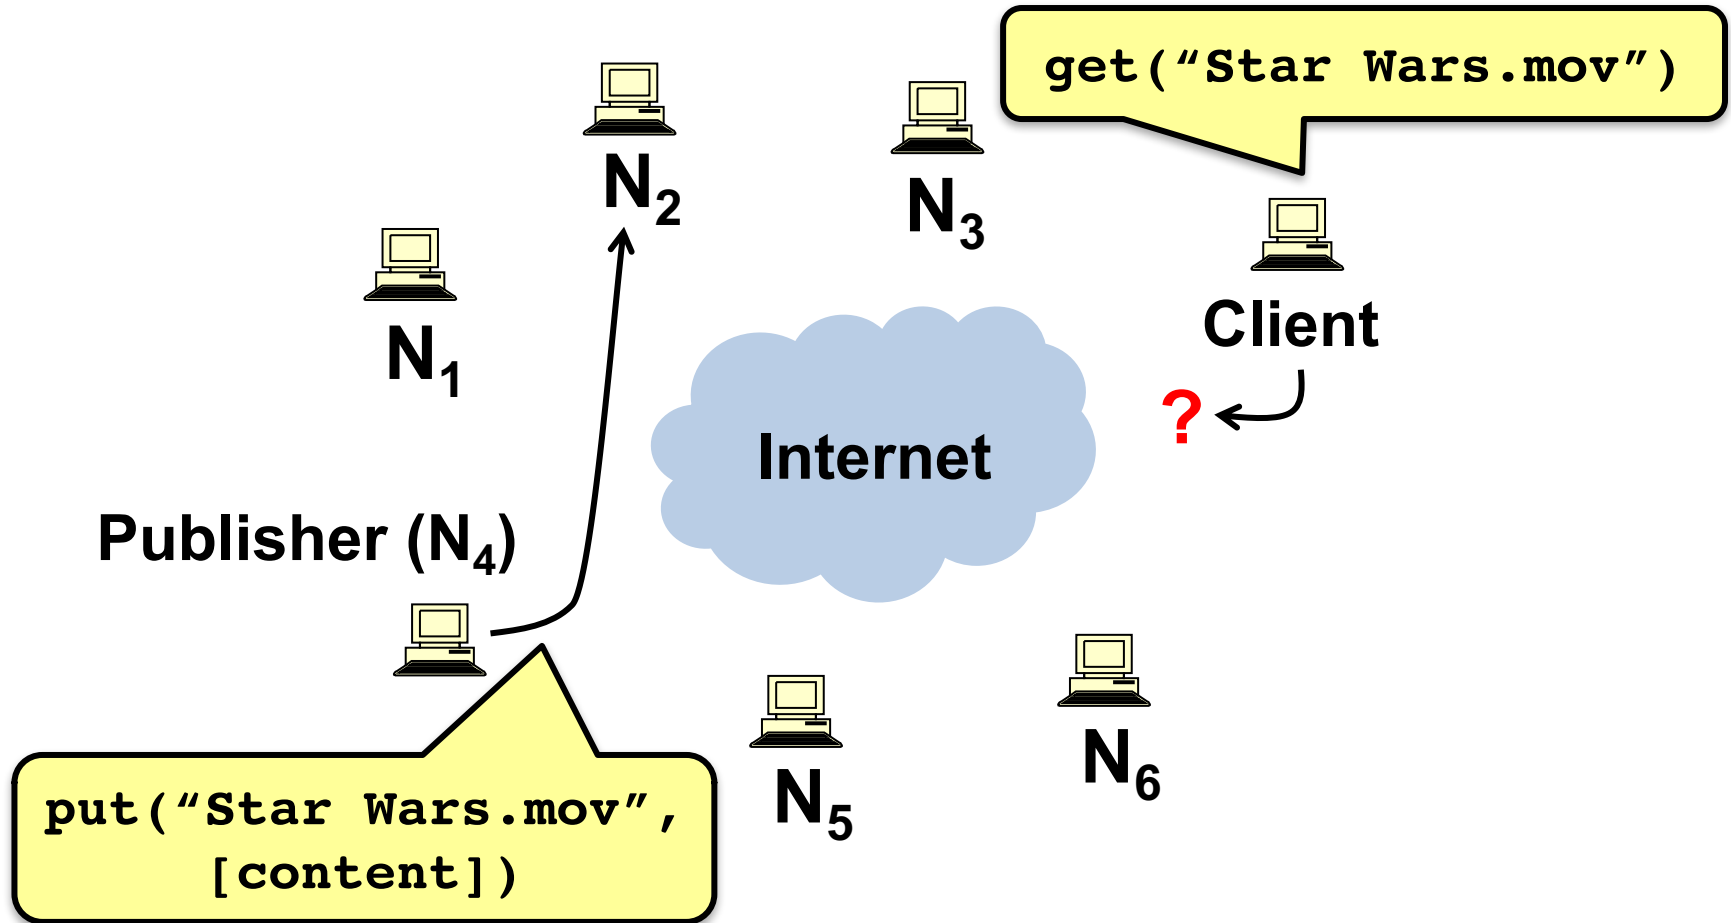 get(“Star Wars.mov”)
N₂
N₃
N₁
Client
?
Internet
Publisher (N₄)
N₅
N₆
put(“Star Wars.mov”,
[content])